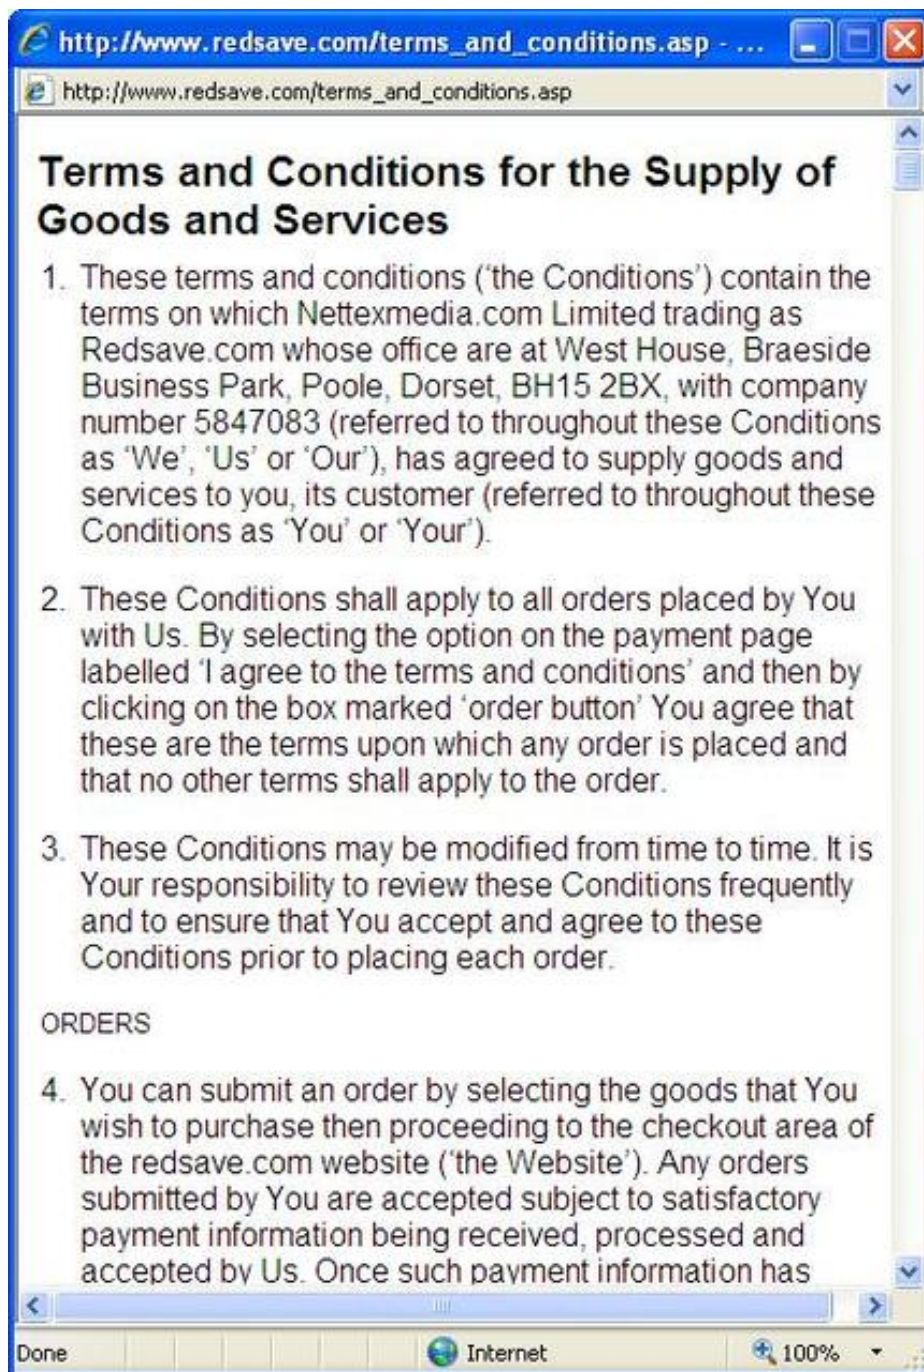 http://www.redsave.com/terms_and_conditions.asp - ...
http://www.redsave.com/terms_and_conditions.asp
Terms and Conditions for the Supply of
Goods and Services
1. These terms and conditions (‘the Conditions’) contain the
terms on which Nettexmedia.com Limited trading as
Redsave.com whose office are at West House, Braeside
Business Park, Poole, Dorset, BH15 2BX, with company
number 5847083 (referred to throughout these Conditions
as ‘We’, ‘Us’ or ‘Our’), has agreed to supply goods and
services to you, its customer (referred to throughout these
Conditions as ‘You’ or ‘Your’).
2. These Conditions shall apply to all orders placed by You
with Us. By selecting the option on the payment page
labelled ‘I agree to the terms and conditions’ and then by
clicking on the box marked ‘order button’ You agree that
these are the terms upon which any order is placed and
that no other terms shall apply to the order.
3. These Conditions may be modified from time to time. It is
Your responsibility to review these Conditions frequently
and to ensure that You accept and agree to these
Conditions prior to placing each order.
ORDERS
4. You can submit an order by selecting the goods that You
wish to purchase then proceeding to the checkout area of
the redsave.com website (‘the Website’). Any orders
submitted by You are accepted subject to satisfactory
payment information being received, processed and
accepted by Us. Once such payment information has
Done
Internet
100%